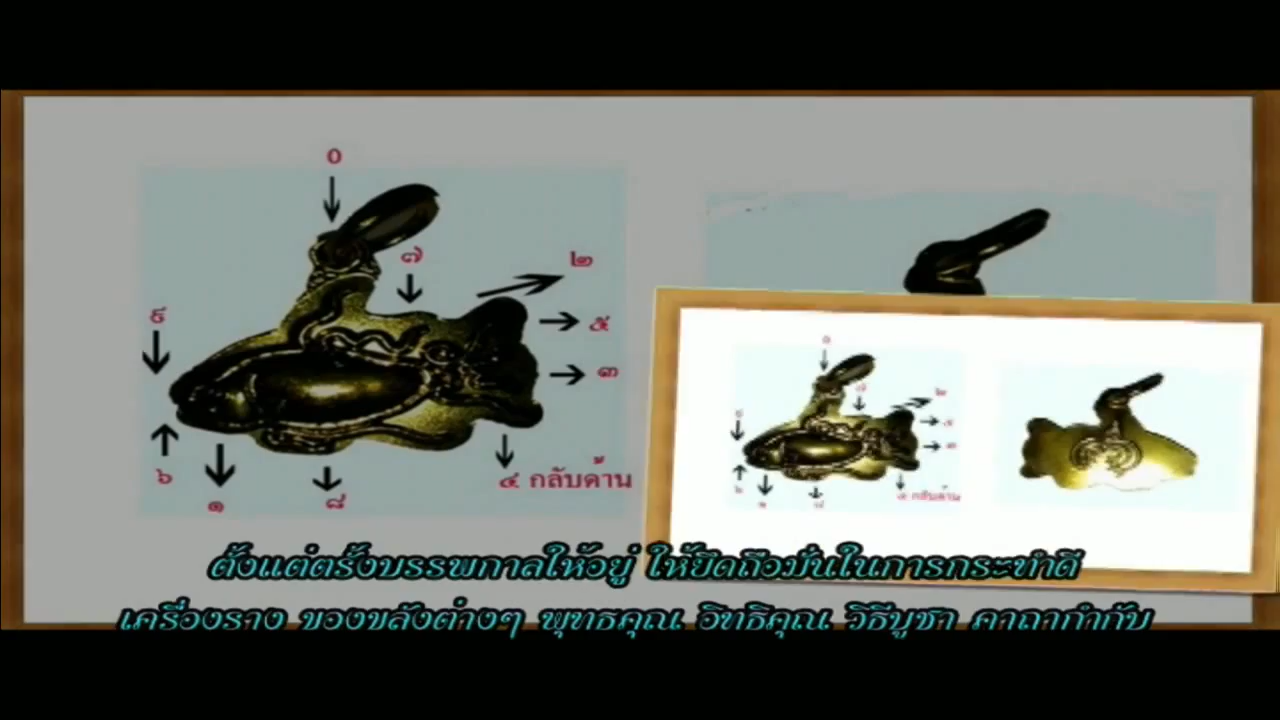 ๐
๗
๒
๕
๓
๖
๑
๘
๔ กลับด้าน
ตั้งแต่ครั้งบรรพกาลให้อยู่ ให้ยึดถือมั่นในการกระทำดี
เครื่องราง ของขลังต่างๆ พุทธคุณ อิทธิคุณ วิธีบูชา คาถากำกับ